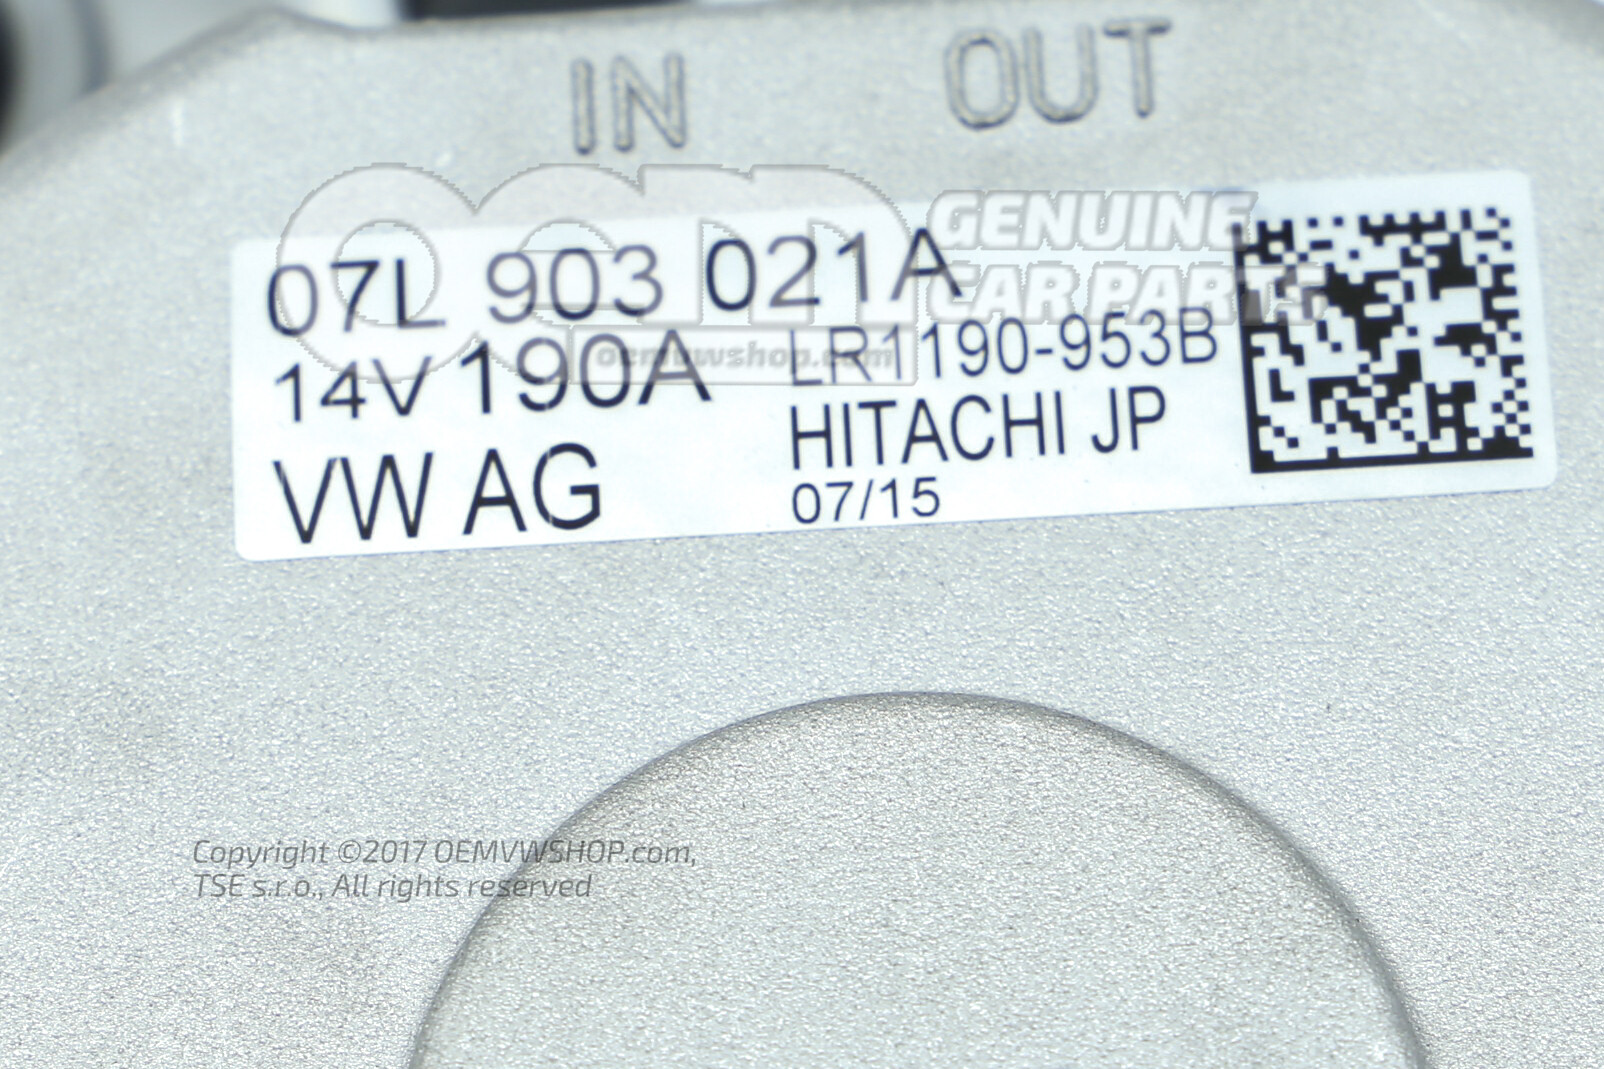 IN OUT
oem GENUINE
CAR PARTS
oemvwshop.com
07L 903 021A
14V 190A LR1190-953B
VW AG HITACHI JP
07/15
Copyright ©2017 OEMVWSHOP.com,
TSE s.r.o., All rights reserved